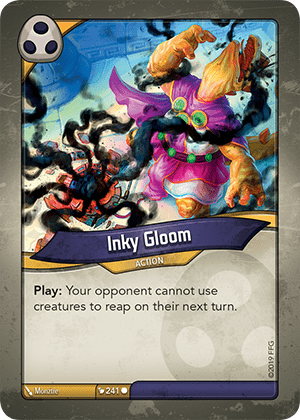 Inky Gloom
ACTION
Play: Your opponent cannot use
creatures to reap on their next turn.
©2019 FFG
Monztre
241